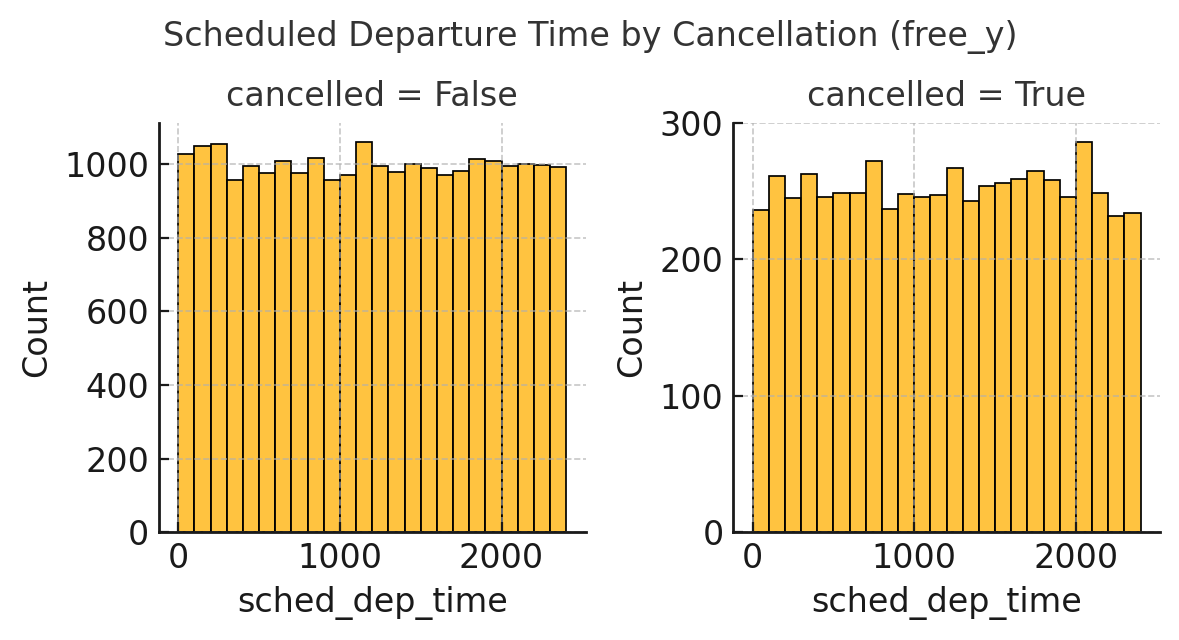 Scheduled Departure Time by Cancellation (free_y)
cancelled = False
Count
1000
800
600
400
200
0
0 1000 2000
sched_dep_time
cancelled = True
Count
300
200
100
0
0 1000 2000
sched_dep_time